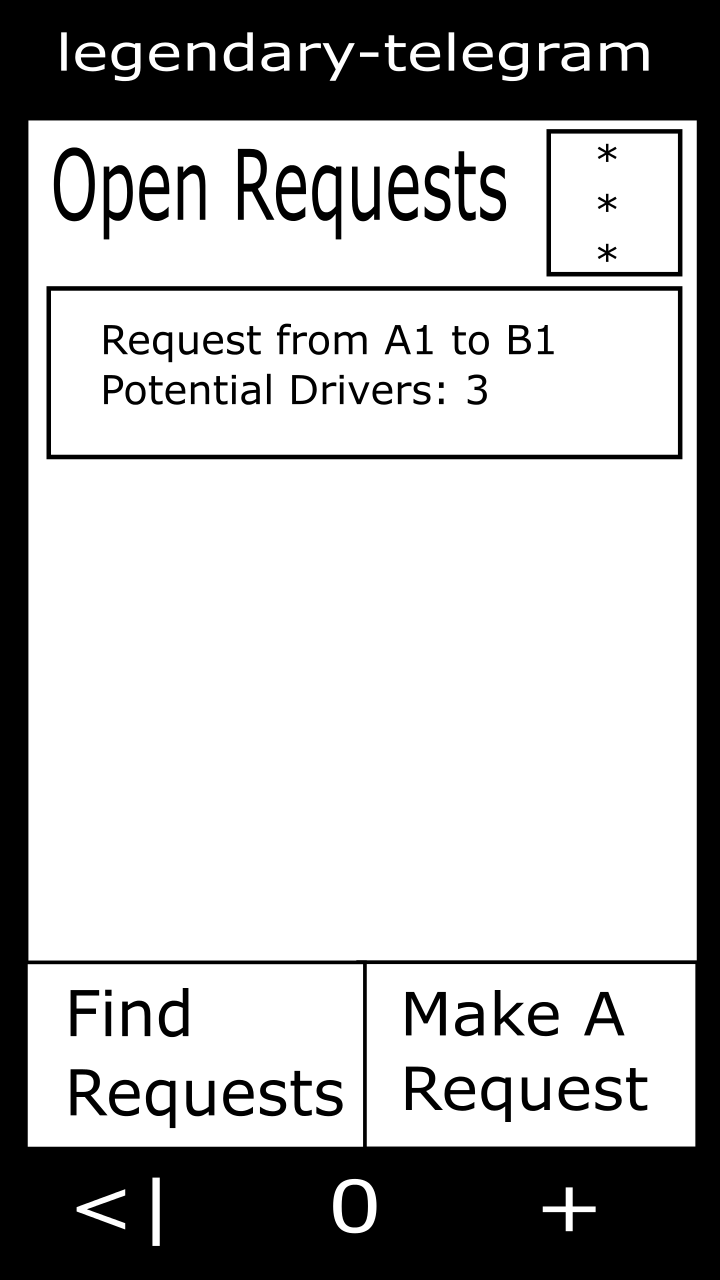 legendary-telegram
Open Requests
*
*
*
Request from A1 to B1
Potential Drivers: 3
Find
Requests
Make A
Request
<| O +